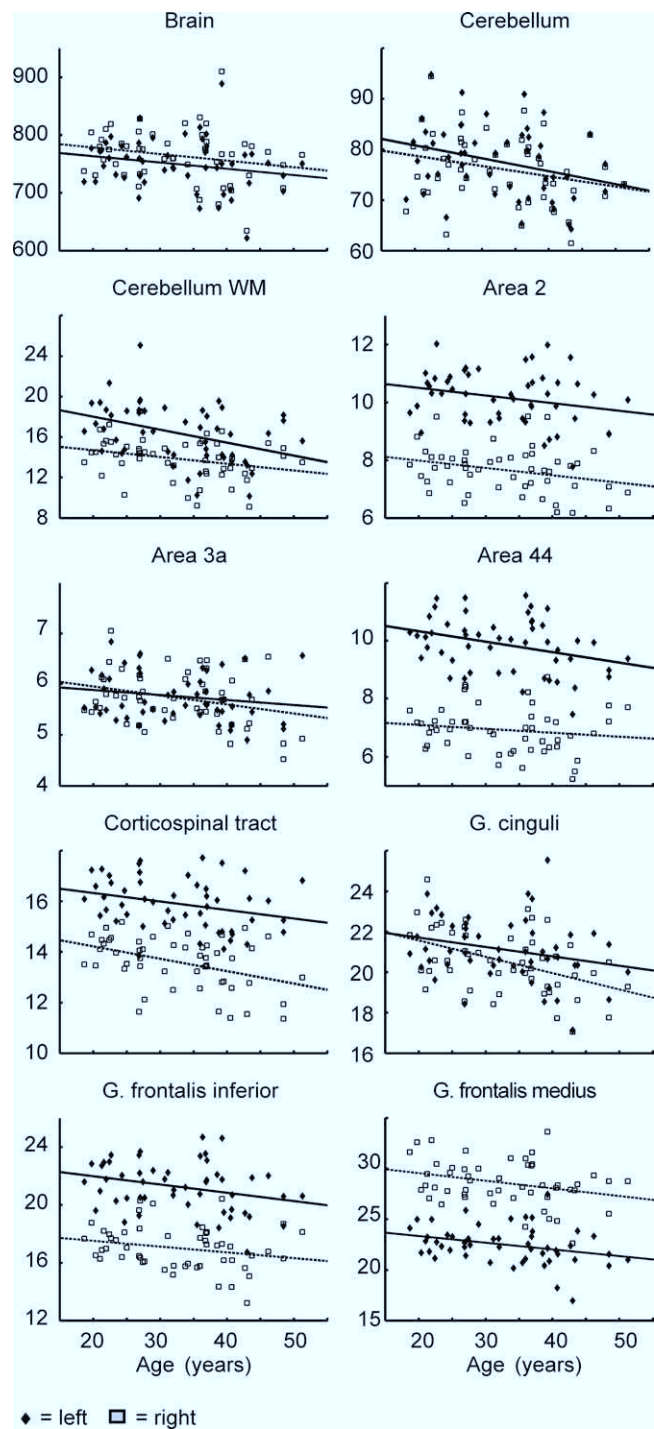 Brain
Cerebellum
900
800
700
600
90
80
70
60
Cerebellum WM
Area 2
24
20
16
12
8
12
10
8
6
Area 3a
Area 44
7
6
5
4
10
8
6
Corticospinal tract
G. cinguli
16
14
12
10
24
22
20
18
16
G. frontalis inferior
G. frontalis medius
24
20
16
12
30
25
20
15
20 30 40 50
20 30 40 50
Age (years)
Age (years)
= left = right